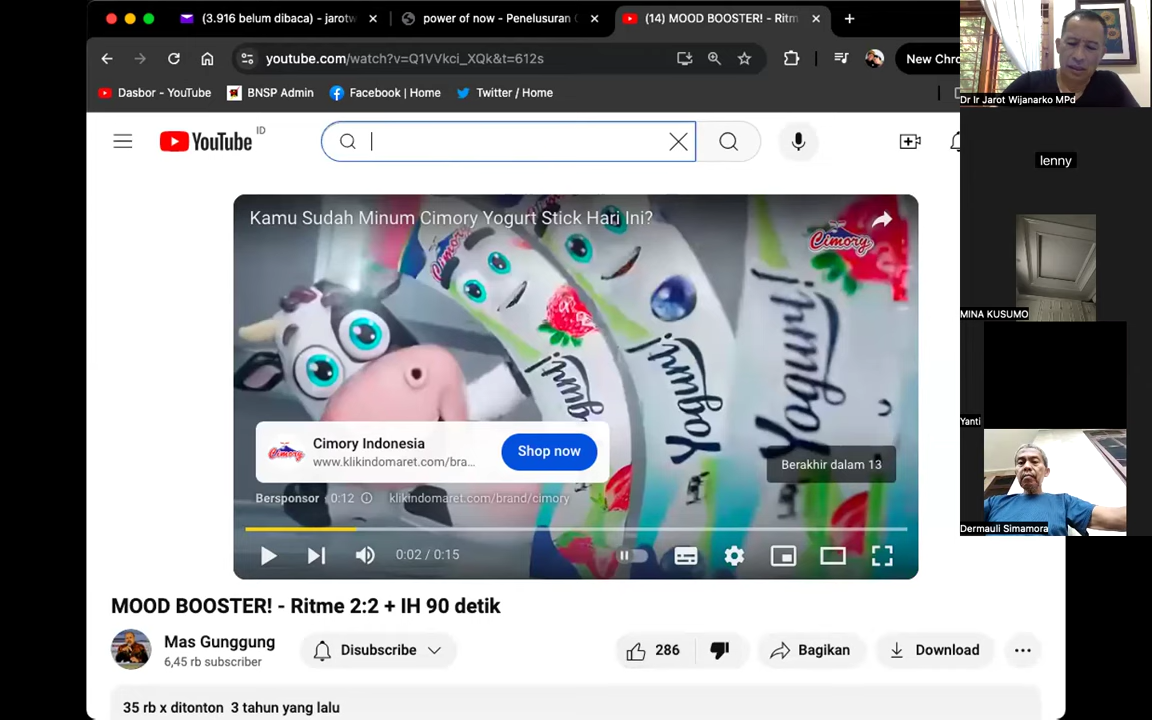 (3.916 belum dibaca) - jarotw
power of now - Penelusuran
(14) MOOD BOOSTER! - Ritm
youtube.com/watch?v=Q1VVkci_XQk&t=612s
New Chro
Dasbor - YouTube
BNSP Admin
Facebook | Home
Twitter / Home
Dr Ir Jarot Wijanarko MPd
YouTube ID
lenny
Kamu Sudah Minum Cimory Yogurt Stick Hari Ini?
Cimory
Cimory
Yogurt!
Yogurt!
Yogurt!
MINA KUSUMO
Yanti
Cimory Indonesia
www.klikindomaret.com/bra...
Shop now
Berakhir dalam 13
Bersponsor · 0:12
klikindomaret.com/brand/cimory
Dermauli Simamora
0:02 / 0:15
MOOD BOOSTER! - Ritme 2:2 + IH 90 detik
Mas Gunggung
6,45 rb subscriber
Disubscribe
286
Bagikan
Download
35 rb x ditonton 3 tahun yang lalu